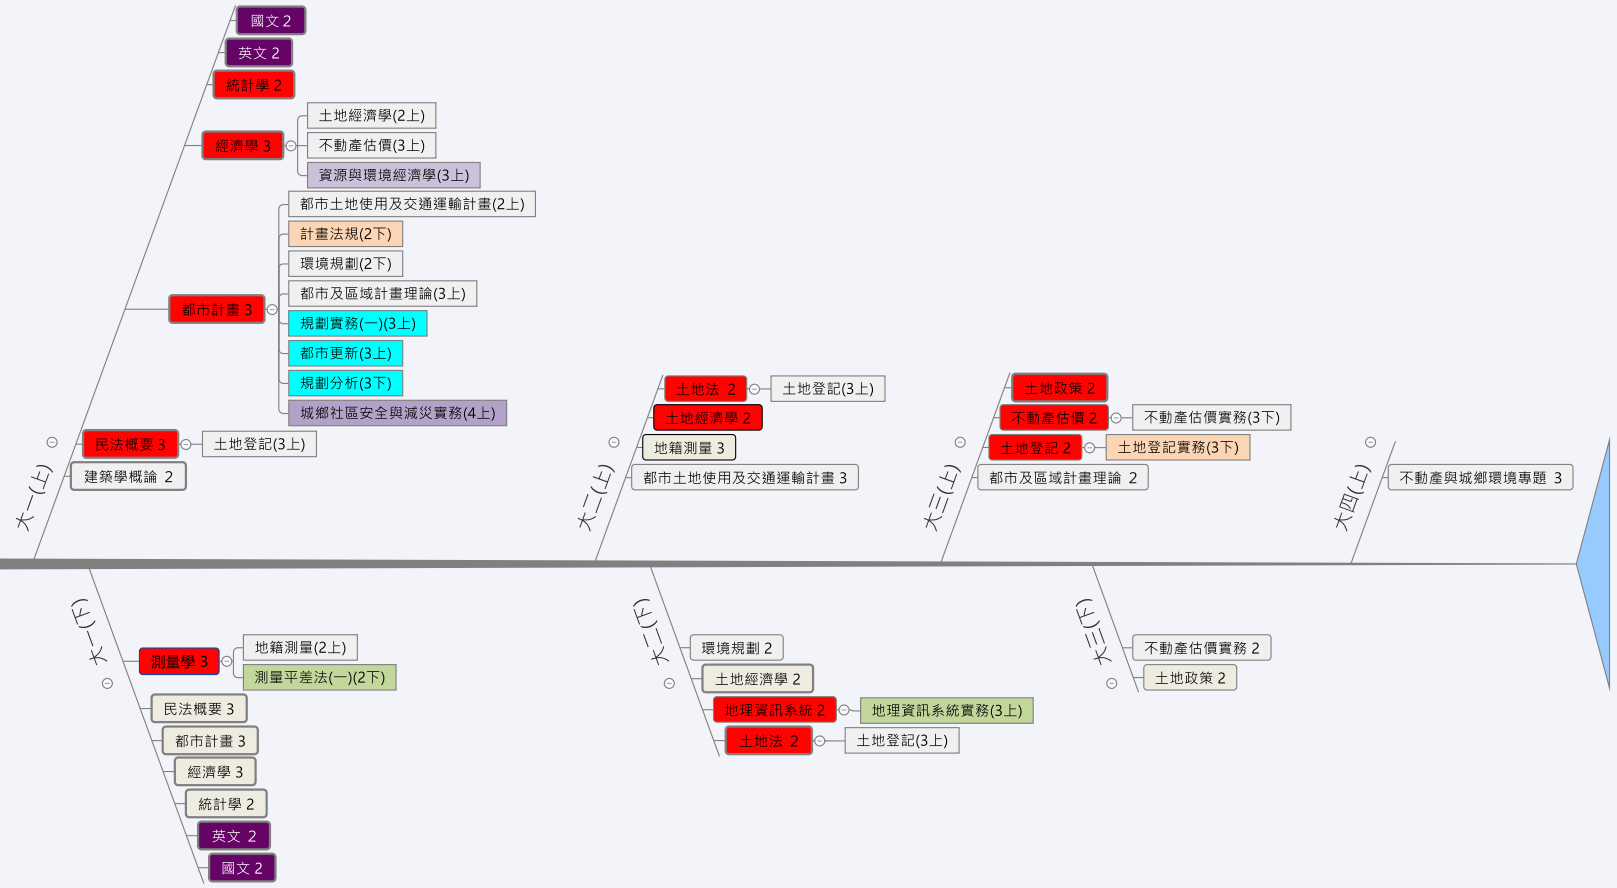 國文 2
英文 2
統計學 2
經濟學 3
土地經濟學(2上)
不動產估價(3上)
資源與環境經濟學(3上)
都市計畫 3
都市土地使用及交通運輸計畫(2上)
計畫法規(2下)
環境規劃(2下)
都市及區域計畫理論(3上)
規劃實務(一)(3上)
都市更新(3上)
規劃分析(3下)
城鄉社區安全與減災實務(4上)
民法概要 3
土地登記(3上)
建築學概論 2
大一(上)
土地法 2
土地登記(3上)
土地經濟學 2
地籍測量 3
都市土地使用及交通運輸計畫 3
大二(上)
土地政策 2
不動產估價 2
不動產估價實務(3下)
土地登記 2
土地登記實務(3下)
都市及區域計畫理論 2
大三(上)
不動產與城鄉環境專題 3
大四(上)
大一(下)
測量學 3
地籍測量(2上)
測量平差法(一)(2下)
民法概要 3
都市計畫 3
經濟學 3
統計學 2
英文 2
國文 2
大二(下)
環境規劃 2
土地經濟學 2
地理資訊系統 2
地理資訊系統實務(3上)
土地法 2
土地登記(3上)
大三(下)
不動產估價實務 2
土地政策 2